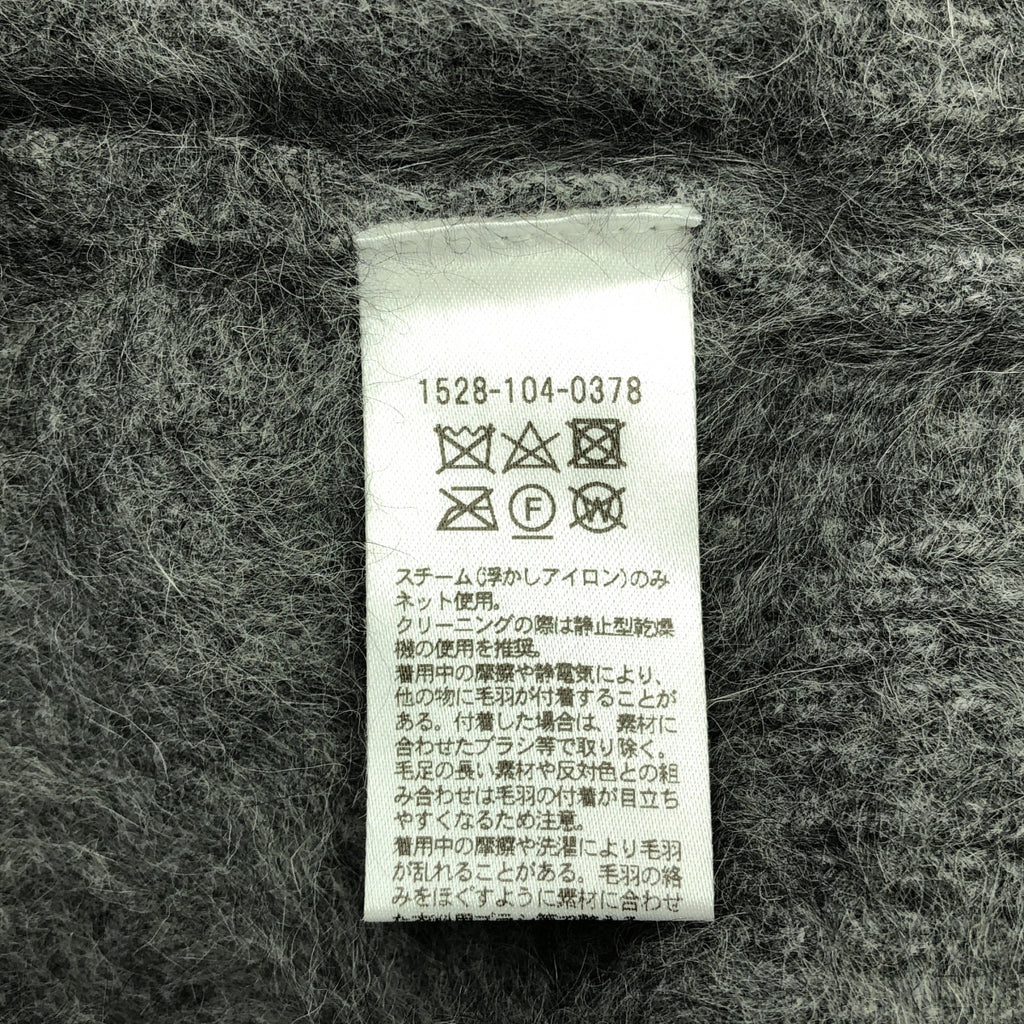 1528-104-0378
F W
スチーム(浮かしアイロン)のみ
ネット使用。
クリーニングの際は静止型乾燥
機の使用を推奨。
着用中の摩擦や静電気により、
他の物に毛羽が付着することが
ある。付着した場合は、素材に
合わせたブラシ等で取り除く。
毛足の長い素材や反対色との組
み合わせは毛羽の付着が目立ち
やすくなるため注意。
着用中の摩擦や洗濯により毛羽
が乱れることがある。毛羽の絡
みをほぐすように素材に合わせ